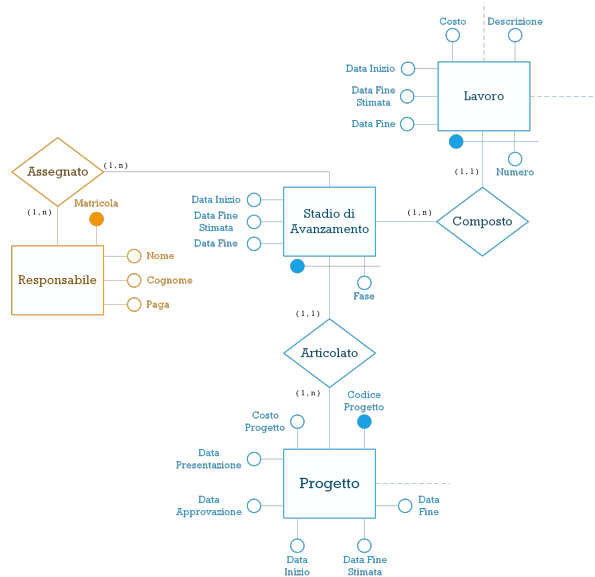 Costo
Descrizione
Data Inizio
Data Fine
Stimata
Data Fine
Lavoro
Numero
(1,1)
Composto
(1,n)
Assegnato
(1,n)
(1,n)
Matricola
Responsabile
Nome
Cognome
Paga
Data Inizio
Data Fine
Stimata
Data Fine
Stadio di
Avanzamento
Fase
(1,1)
Articolato
(1,n)
Costo
Progetto
Codice
Progetto
Data
Presentazione
Progetto
Data
Approvazione
Data
Fine
Data
Inizio
Data Fine
Stimata